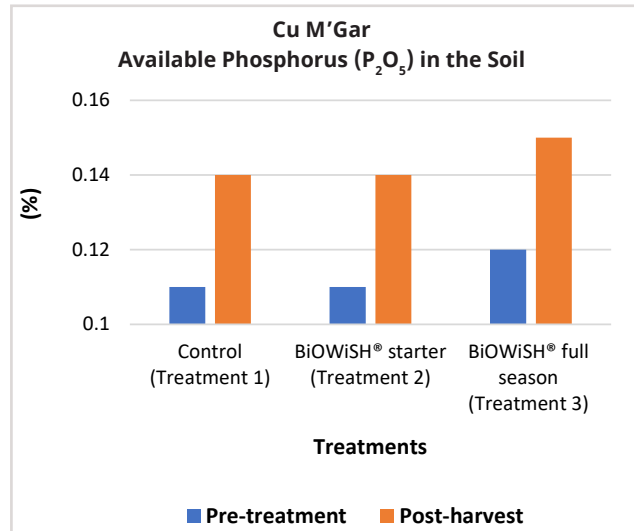 Cu M’Gar
Available Phosphorus (P₂O₅) in the Soil
0.16
0.14
0.12
0.1
(%)
Control
(Treatment 1)
BiOWiSH® starter
(Treatment 2)
BiOWiSH® full
season
(Treatment 3)
Treatments
Pre-treatment
Post-harvest